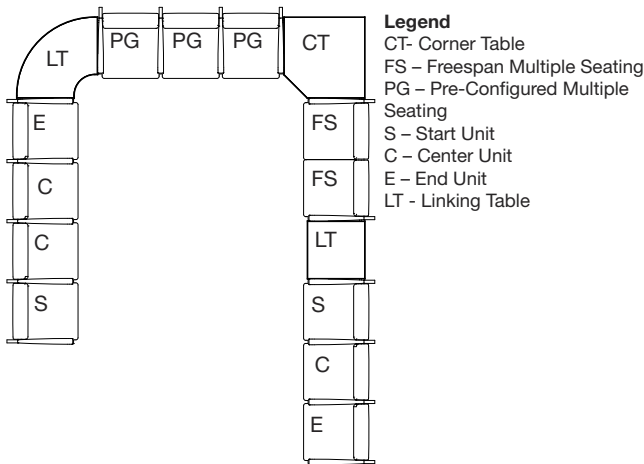 PG PG PG CT
LT
E
C
C
S
FS
FS
LT
S
C
E
Legend
CT- Corner Table
FS – Freespan Multiple Seating
PG – Pre-Configured Multiple
Seating
S – Start Unit
C – Center Unit
E – End Unit
LT - Linking Table